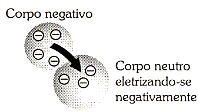 Corpo negativo
Corpo neutro
eletrizando-se
negativamente